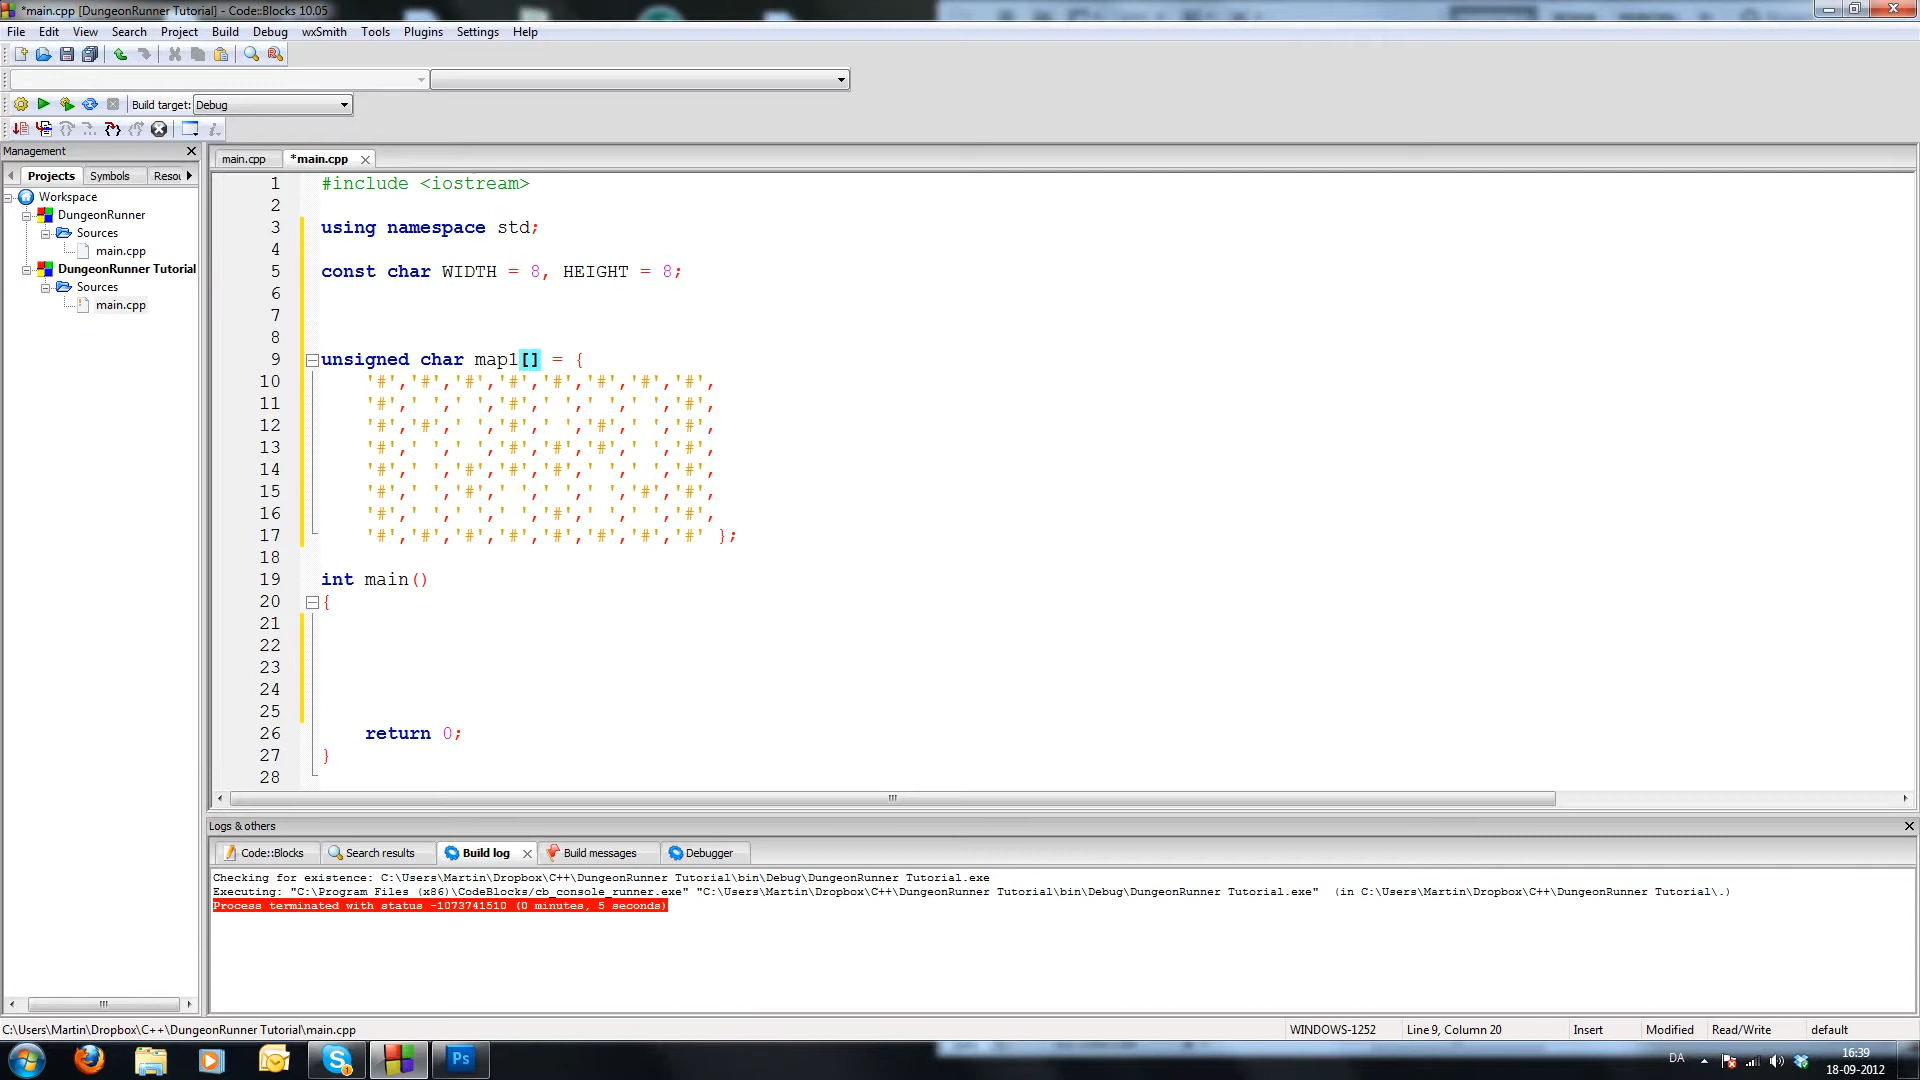 *main.cpp [DungeonRunner Tutorial] - Code::Blocks 10.05
File Edit View Search Project Build Debug wxSmith Tools Plugins Settings Help
Build target: Debug
Management
Projects Symbols Resou
main.cpp *main.cpp
Workspace
DungeonRunner
Sources
main.cpp
DungeonRunner Tutorial
Sources
main.cpp
1 #include <iostream>
2
3 using namespace std;
4
5 const char WIDTH = 8, HEIGHT = 8;
6
7
8
9 unsigned char map1[] = {
10 '#','#','#','#','#','#','#','#',
11 '#',' ',' ','#',' ',' ',' ','#',
12 '#','#',' ','#',' ','#',' ','#',
13 '#',' ',' ','#','#','#',' ','#',
14 '#',' ','#','#','#',' ',' ','#',
15 '#',' ','#',' ',' ',' ','#','#',
16 '#',' ',' ',' ','#',' ',' ','#',
17 '#','#','#','#','#','#','#','#' };
18
19 int main()
20 {
21
22
23
24
25
26 return 0;
27 }
28
Logs & others
Code::Blocks Search results Build log Build messages Debugger
Checking for existence: C:\Users\Martin\Dropbox\C++\DungeonRunner Tutorial\bin\Debug\DungeonRunner Tutorial.exe
Executing: "C:\Program Files (x86)\CodeBlocks/cb_console_runner.exe" "C:\Users\Martin\Dropbox\C++\DungeonRunner Tutorial\bin\Debug\DungeonRunner Tutorial.exe"  (in C:\Users\Martin\Dropbox\C++\DungeonRunner Tutorial\.)
Process terminated with status -1073741510 (0 minutes, 5 seconds)
C:\Users\Martin\Dropbox\C++\DungeonRunner Tutorial\main.cpp WINDOWS-1252 Line 9, Column 20 Insert Modified Read/Write default
Ps DA 16:39
18-09-2012